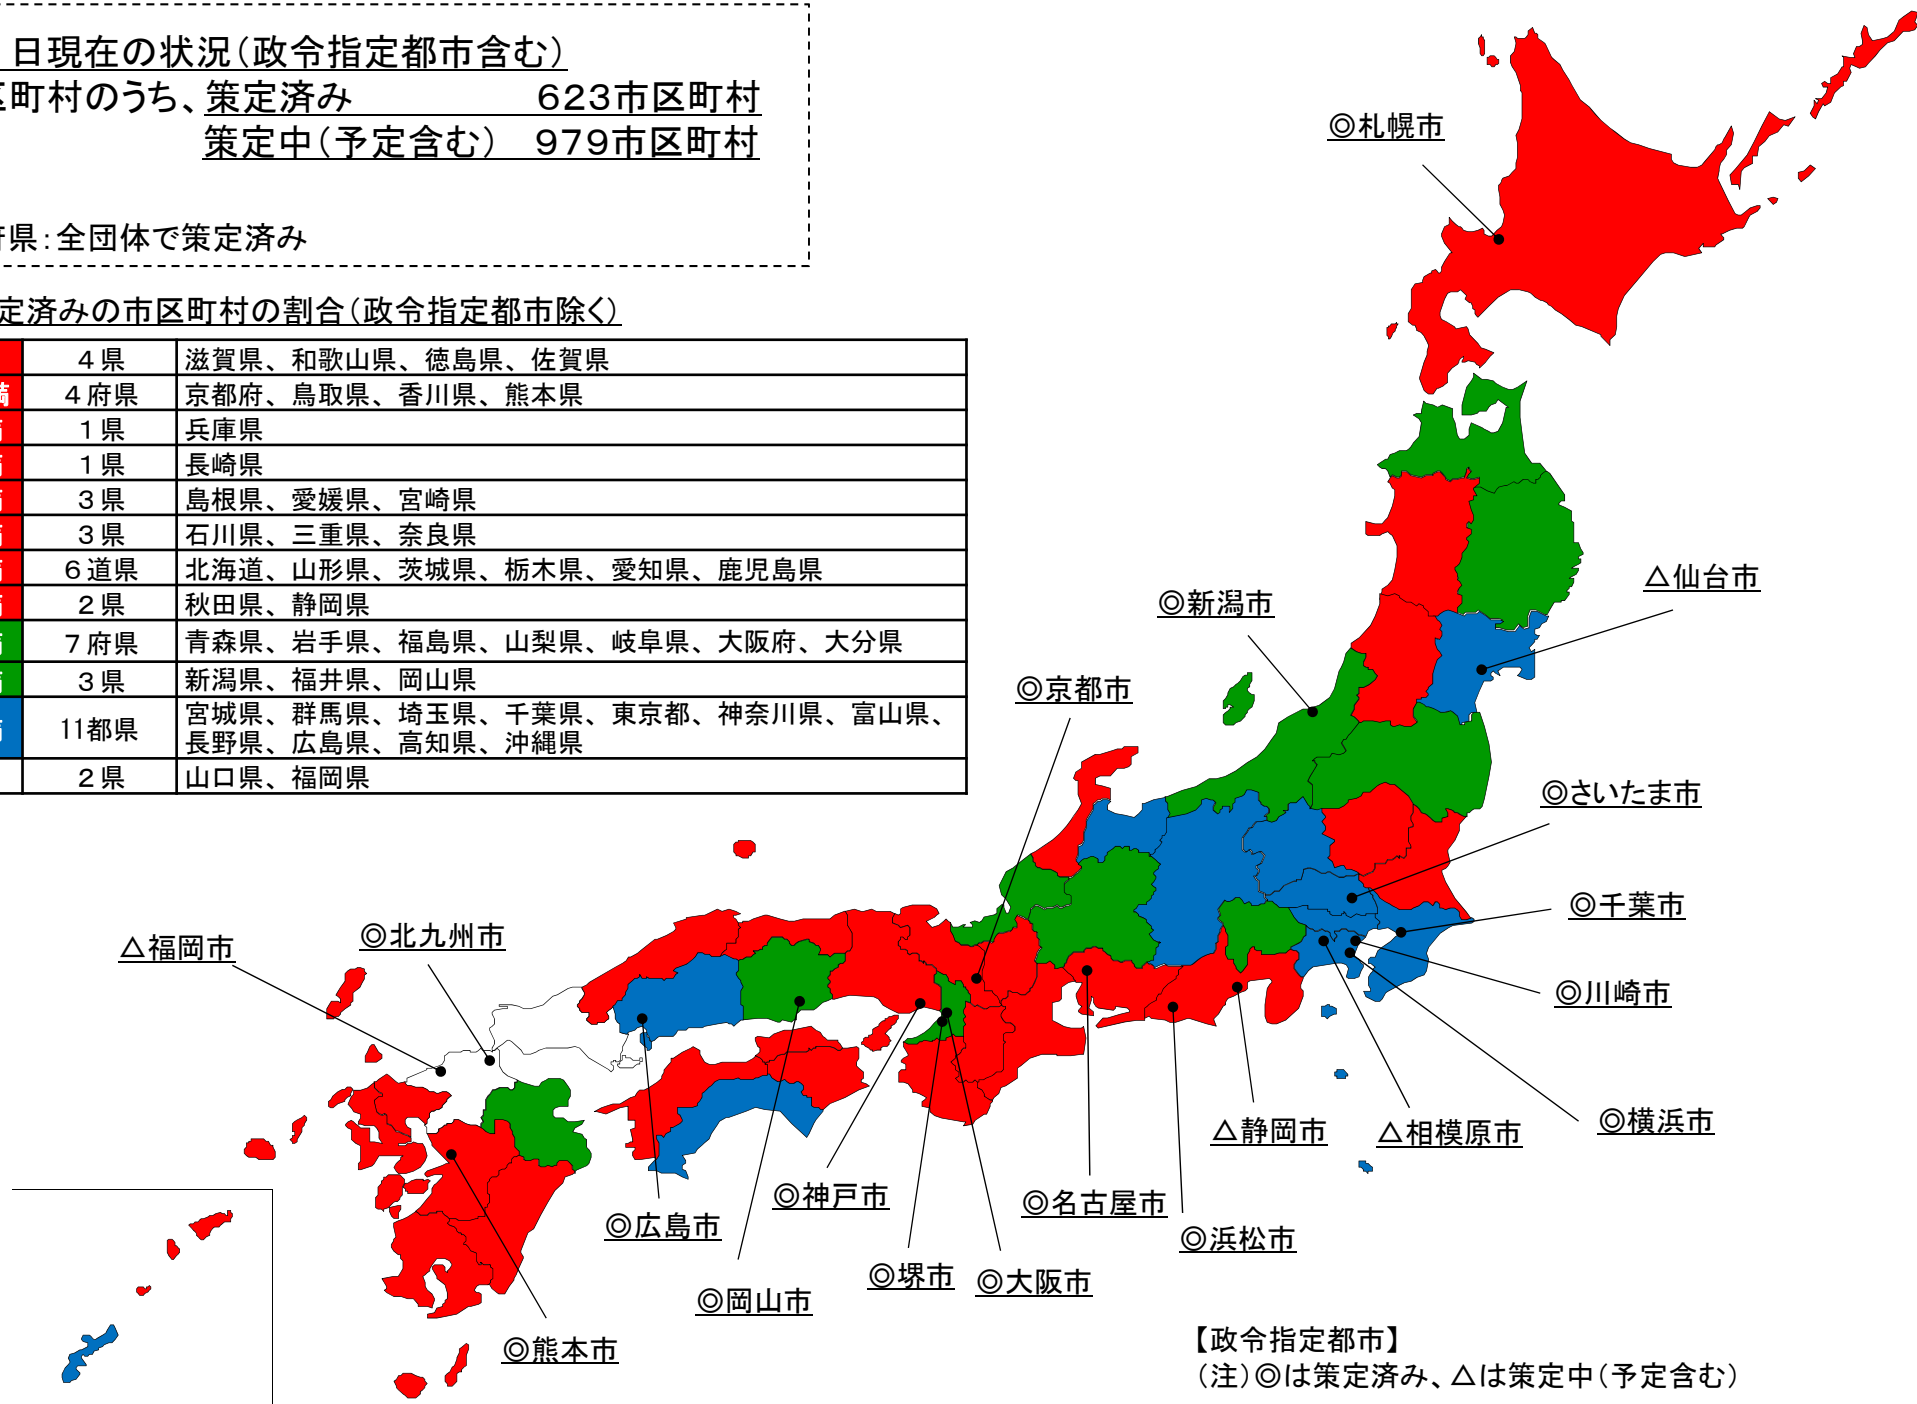 日現在の状況（政令指定都市含む）
区町村のうち、策定済み　623市区町村
策定中（予定含む）　979市区町村
府県：全団体で策定済み
定済みの市区町村の割合（政令指定都市除く）
４県　滋賀県、和歌山県、徳島県、佐賀県
満　４府県　京都府、鳥取県、香川県、熊本県
満　１県　兵庫県
満　１県　長崎県
満　３県　島根県、愛媛県、宮崎県
満　３県　石川県、三重県、奈良県
満　６道県　北海道、山形県、茨城県、栃木県、愛知県、鹿児島県
満　２県　秋田県、静岡県
満　７府県　青森県、岩手県、福島県、山梨県、岐阜県、大阪府、大分県
満　３県　新潟県、福井県、岡山県
満　11都県　宮城県、群馬県、埼玉県、千葉県、東京都、神奈川県、富山県、
長野県、広島県、高知県、沖縄県
２県　山口県、福岡県
◎札幌市
△仙台市
◎新潟市
◎京都市
◎さいたま市
◎千葉市
◎川崎市
◎横浜市
△相模原市
△静岡市
◎浜松市
◎名古屋市
◎大阪市
◎堺市
◎神戸市
◎岡山市
◎広島市
◎北九州市
△福岡市
◎熊本市
【政令指定都市】
（注）◎は策定済み、△は策定中（予定含む）